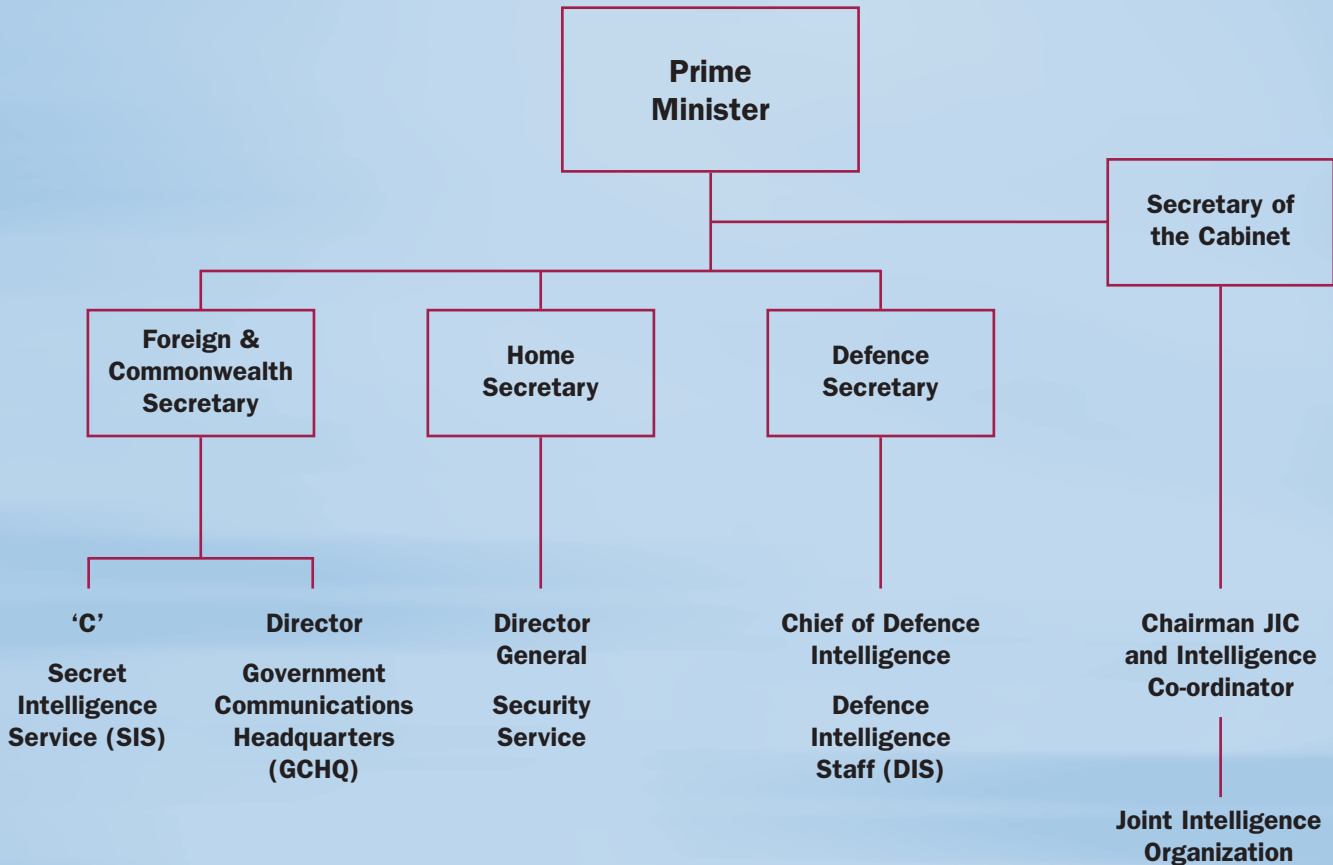 Prime
Minister
Secretary of
the Cabinet
Foreign &
Commonwealth
Secretary
Home
Secretary
Defence
Secretary
‘C’
Secret
Intelligence
Service (SIS)
Director
Government
Communications
Headquarters
(GCHQ)
Director
General
Security
Service
Chief of Defence
Intelligence
Defence
Intelligence
Staff (DIS)
Chairman JIC
and Intelligence
Co-ordinator
Joint Intelligence
Organization